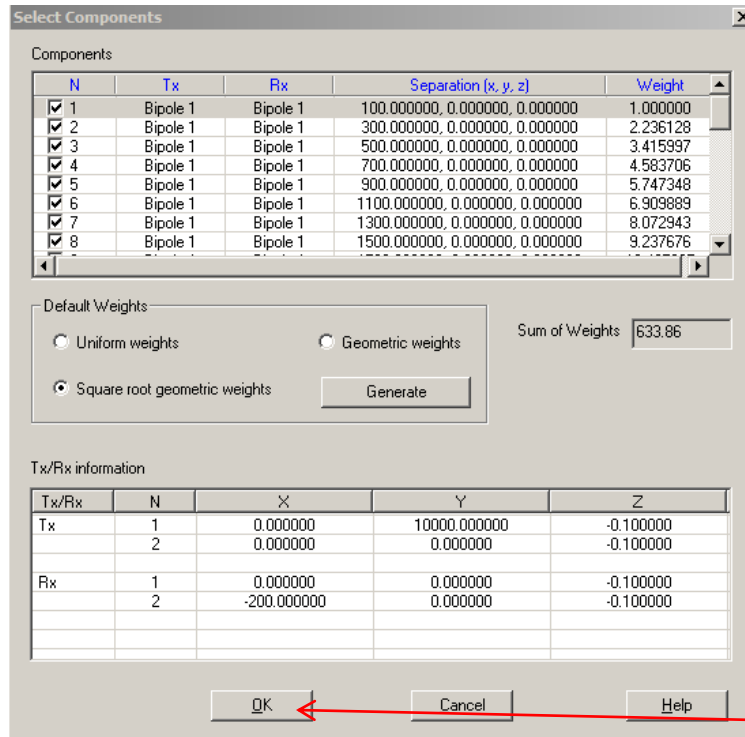 Select Components
Components
N Tx Rx Separation (x, y, z) Weight
1 Bipole 1 Bipole 1 100.000000, 0.000000, 0.000000 1.000000
2 Bipole 1 Bipole 1 300.000000, 0.000000, 0.000000 2.236128
3 Bipole 1 Bipole 1 500.000000, 0.000000, 0.000000 3.415997
4 Bipole 1 Bipole 1 700.000000, 0.000000, 0.000000 4.583706
5 Bipole 1 Bipole 1 900.000000, 0.000000, 0.000000 5.747348
6 Bipole 1 Bipole 1 1100.000000, 0.000000, 0.000000 6.909889
7 Bipole 1 Bipole 1 1300.000000, 0.000000, 0.000000 8.072943
8 Bipole 1 Bipole 1 1500.000000, 0.000000, 0.000000 9.237676
Default Weights
Uniform weights Geometric weights Sum of Weights 633.86
Square root geometric weights Generate
Tx/Rx information
Tx/Rx N X Y Z
Tx 1 0.000000 10000.000000 -0.100000
2 0.000000 0.000000 -0.100000
Rx 1 0.000000 0.000000 -0.100000
2 -200.000000 0.000000 -0.100000
OK Cancel Help